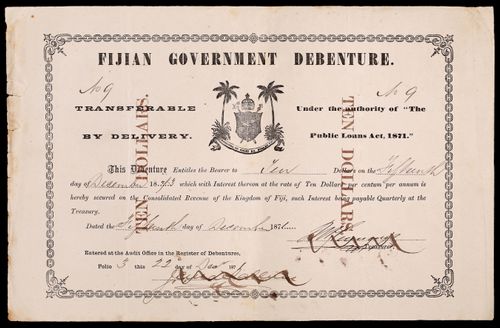 FIJIAN GOVERNMENT DEBENTURE.
No 9
No 9
TRANSFERABLE
BY DELIVERY.
Under the authority of "The
Public Loans Act, 1871."
TEN DOLLARS.
TEN DOLLARS.
This Debenture Entitles the Bearer to Ten Dollars on the Fifteenth
day of December 1873 which with Interest thereon at the rate of Ten Dollars per centum per annum is
hereby secured on the Consolidated Revenue of the Kingdom of Fiji, such Interest being payable Quarterly at the
Treasury.
Dated the Fifteenth day of December 1871
Treasurer.
Entered at the Audit Office in the Register of Debentures,
Folio 3 this 22 day of Dec 1871